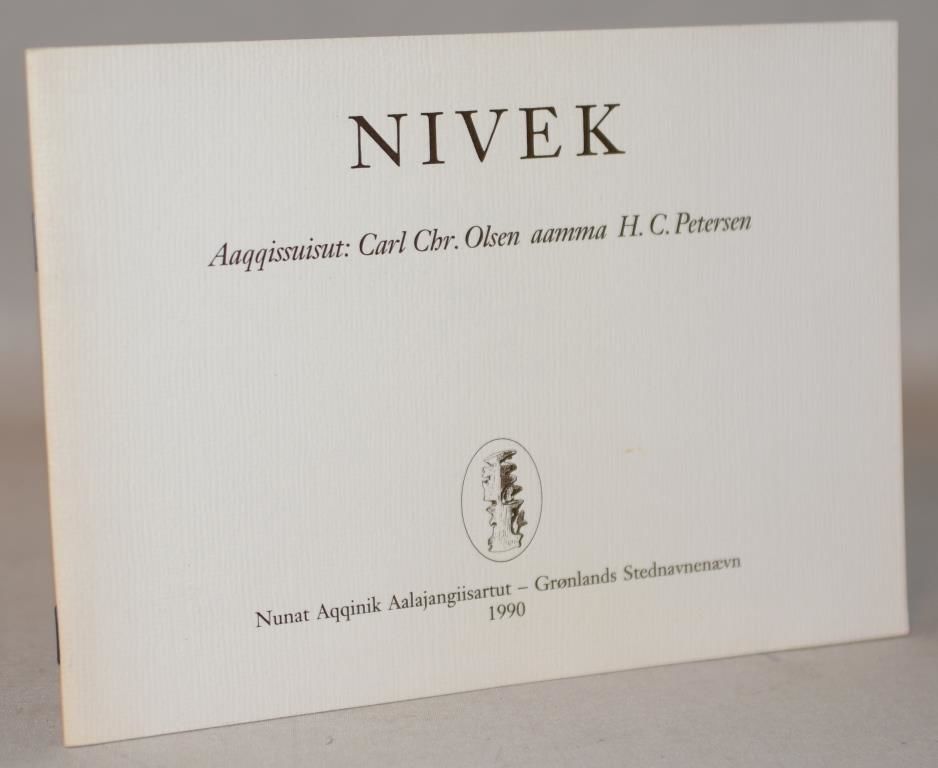 NIVEK
Aaqqissuisut: Carl Chr. Olsen aamma H. C. Petersen
Nunat Aqqinik Aalajangiisartut – Grønlands Stednavnenævn
1990